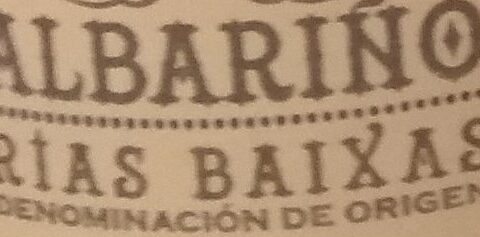 ALBARIÑO
RÍAS BAIXAS
DENOMINACIÓN DE ORIGEN